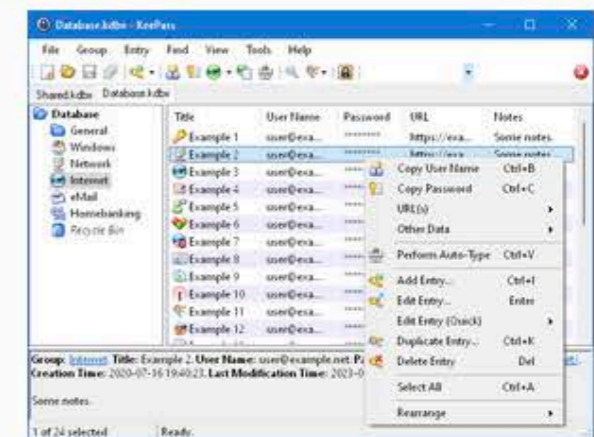 Database.kdbx - KeePass
File Group Entry Find View Tools Help
Shared.kdbx Database.kdbx
Database
General
Windows
Network
Internet
eMail
Homebanking
Recycle Bin
Title User Name Password URL Notes
Example 1 user@exa... ******** https://exa... Some notes.
Example 2 user@exa... ******** https://exa... Some notes.
Example 3 user@exa...
Example 4 user@exa...
Example 5 user@exa...
Example 6 user@exa...
Example 7 user@exa...
Example 8 user@exa...
Example 9 user@exa...
Example 10 user@exa...
Example 11 user@exa...
Example 12 user@exa...
Copy User Name Ctrl+B
Copy Password Ctrl+C
URL(s)
Other Data
Perform Auto-Type Ctrl+V
Add Entry... Ctrl+I
Edit Entry... Enter
Edit Entry (Quick)
Duplicate Entry... Ctrl+K
Delete Entry Del
Select All Ctrl+A
Rearrange
Group: Internet. Title: Example 2. User Name: user@example.net.
Creation Time: 2020-07-16 19:40:23. Last Modification Time: 2023-0
Some notes.
1 of 24 selected Ready.